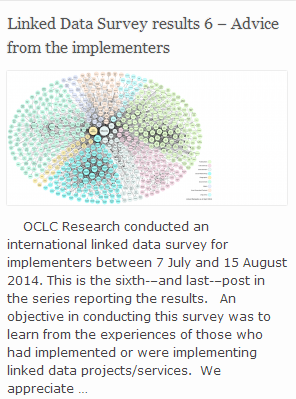 Linked Data Survey results 6 – Advice
from the implementers
OCLC Research conducted an
international linked data survey for
implementers between 7 July and 15 August
2014. This is the sixth-–and last-–post in
the series reporting the results.   An
objective in conducting this survey was to
learn from the experiences of those who
had implemented or were implementing
linked data projects/services.  We
appreciate ...